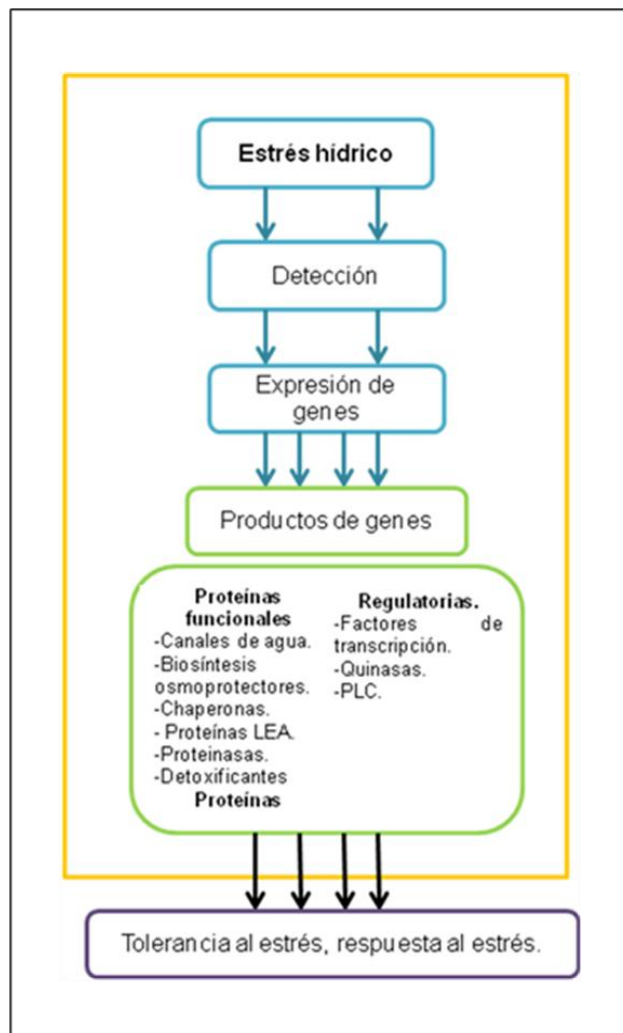 Estrés hídrico
Detección
Expresión de
genes
Productos de genes
Proteínas
funcionales
-Canales de agua.
-Biosíntesis
osmoprotectores.
-Chaperonas.
- Proteínas LEA.
-Proteinasas.
-Detoxificantes
Proteínas
Regulatorias.
-Factores de
transcripción.
-Quinasas.
-PLC.
Tolerancia al estrés, respuesta al estrés.